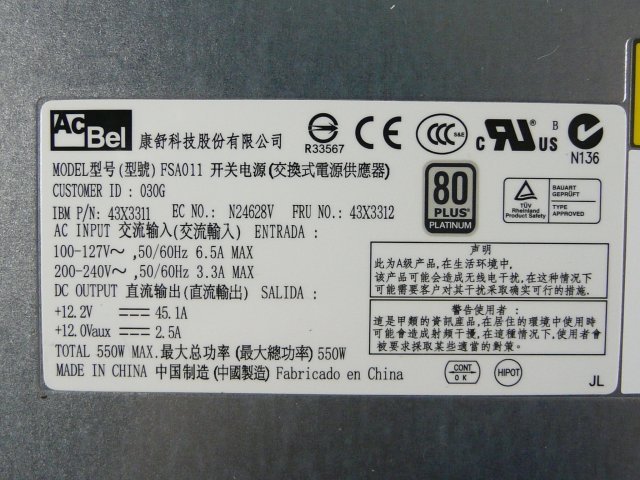 AcBel
康舒科技股份有限公司
R33567
CE
CCC S&E
c RU US B
N136
MODEL型号(型號) FSA011 开关电源(交換式電源供應器)
CUSTOMER ID : 030G
IBM P/N: 43X3311 EC NO.: N24628V FRU NO.: 43X3312
80 PLUS PLATINUM
TÜV Rheinland Product Safety
BAUART GEPRÜFT
TYPE APPROVED
AC INPUT 交流输入(交流輸入) ENTRADA :
100-127V～ ,50/60Hz 6.5A MAX
200-240V～ ,50/60Hz 3.3A MAX
DC OUTPUT 直流输出(直流輸出) SALIDA :
+12.2V 45.1A
+12.0Vaux 2.5A
TOTAL 550W MAX. 最大总功率 (最大總功率) 550W
MADE IN CHINA 中国制造 (中國製造) Fabricado en China
声明
此为A级产品,在生活环境中.
该产品可能会造成无线电干扰,在这种情况下
可能需要客户对其干扰采取确实可行的措施.
警告使用者 :
這是甲類的資訊產品,在居住的環境中使用
時,可能會造成射頻干擾,在這種情況下,使用者會
被要求採取某些適當的對策.
CONT OK
HIPOT
JL